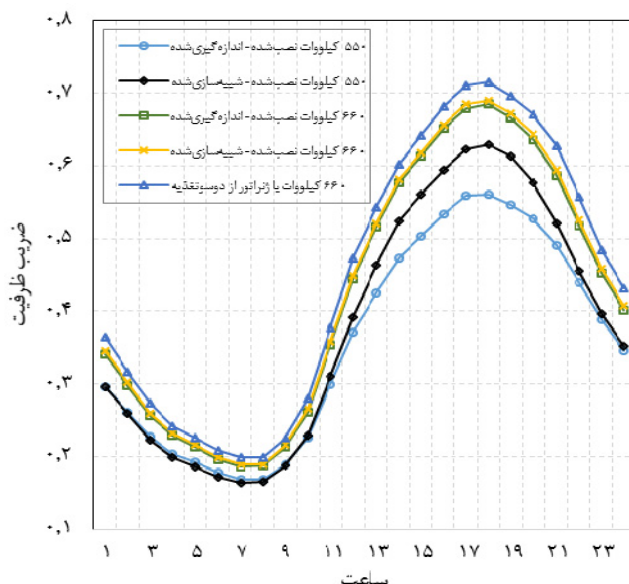 ۰,۸
۰,۷
۰,۶
۰,۵
۰,۴
۰,۳
۰,۲
۰,۱
ضریب ظرفیت
۵۵۰ کیلووات نصب‌شده - اندازه‌گیری‌شده
۵۵۰ کیلووات نصب‌شده - شبیه‌سازی‌شده
۶۶۰ کیلووات نصب‌شده - اندازه‌گیری‌شده
۶۶۰ کیلووات نصب‌شده - شبیه‌سازی‌شده
۶۶۰ کیلووات یا ژنراتور از دوسوتغذیه
۱ ۳ ۵ ۷ ۹ ۱۱ ۱۳ ۱۵ ۱۷ ۱۹ ۲۱ ۲۳
ساعت